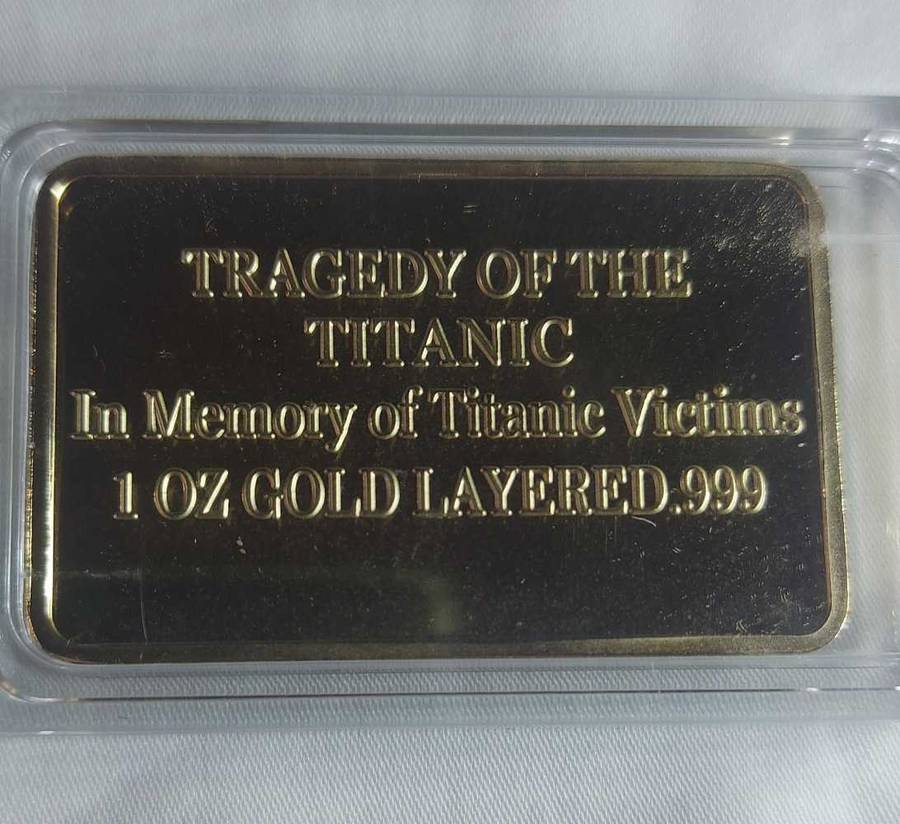 TRAGEDY OF THE
TITANIC
In Memory of Titanic Victims
1 OZ GOLD LAYERED.999